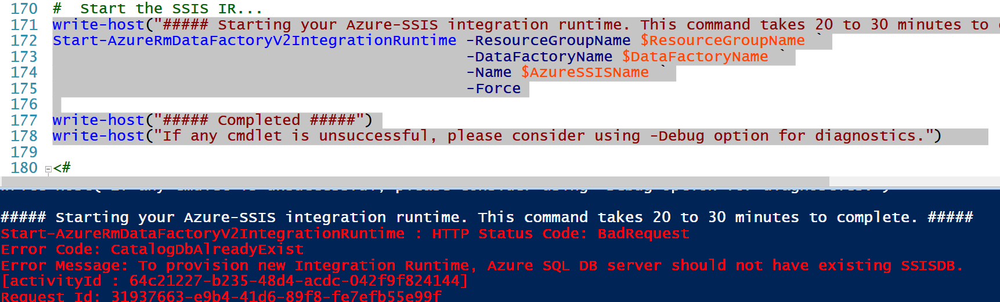 170 # Start the SSIS IR...
171 write-host("##### Starting your Azure-SSIS integration runtime. This command takes 20 to 30 minutes to
172 Start-AzureRmDataFactoryV2IntegrationRuntime -ResourceGroupName $ResourceGroupName `
173 -DataFactoryName $DataFactoryName `
174 -Name $AzureSSISName `
175 -Force
176
177 write-host("##### Completed #####")
178 write-host("If any cmdlet is unsuccessful, please consider using -Debug option for diagnostics.")
179
180 <#
##### Starting your Azure-SSIS integration runtime. This command takes 20 to 30 minutes to complete. #####
Start-AzureRmDataFactoryV2IntegrationRuntime : HTTP Status Code: BadRequest
Error Code: CatalogDbAlreadyExist
Error Message: To provision new Integration Runtime, Azure SQL DB server should not have existing SSISDB.
[activityId : 64c21227-b235-48d4-acdc-042f9f824144]
Request Id: 31937663-e9b4-41d6-89f8-fe7efb55e99f